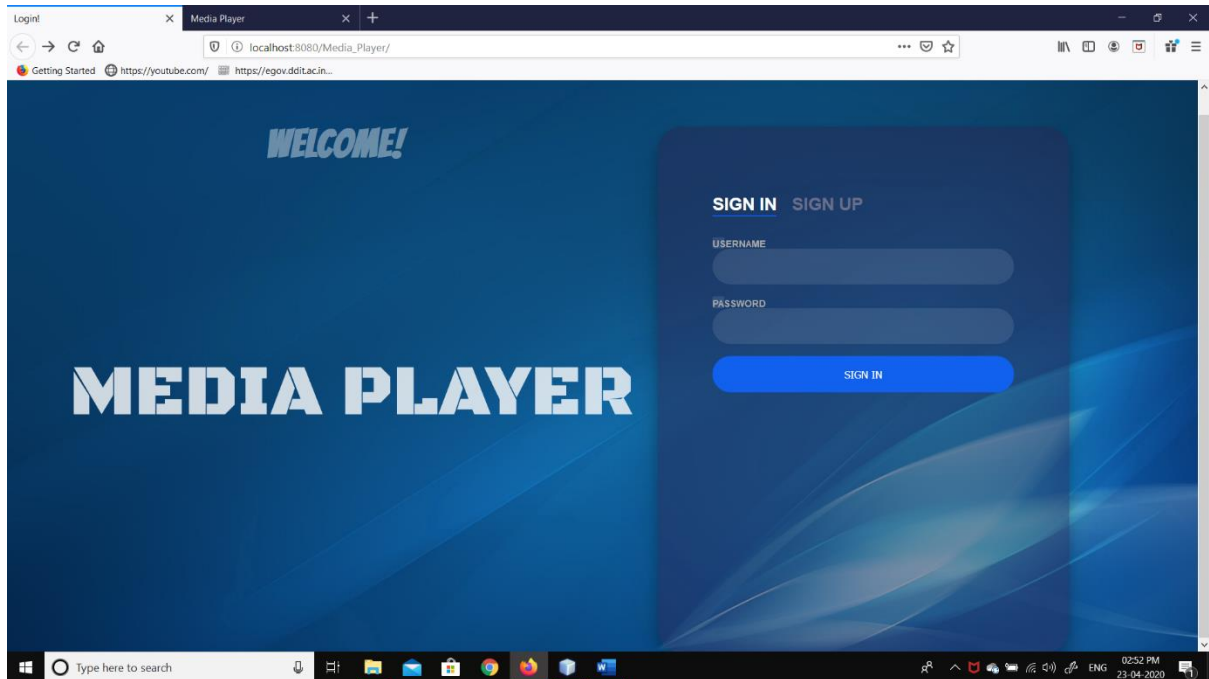 Login!
Media Player
localhost:8080/Media_Player/
Getting Started https://youtube.com/ https://egov.ddit.ac.in...
WELCOME!
SIGN IN SIGN UP
USERNAME
PASSWORD
SIGN IN
MEDIA PLAYER
Type here to search
ENG
02:52 PM
23-04-2020